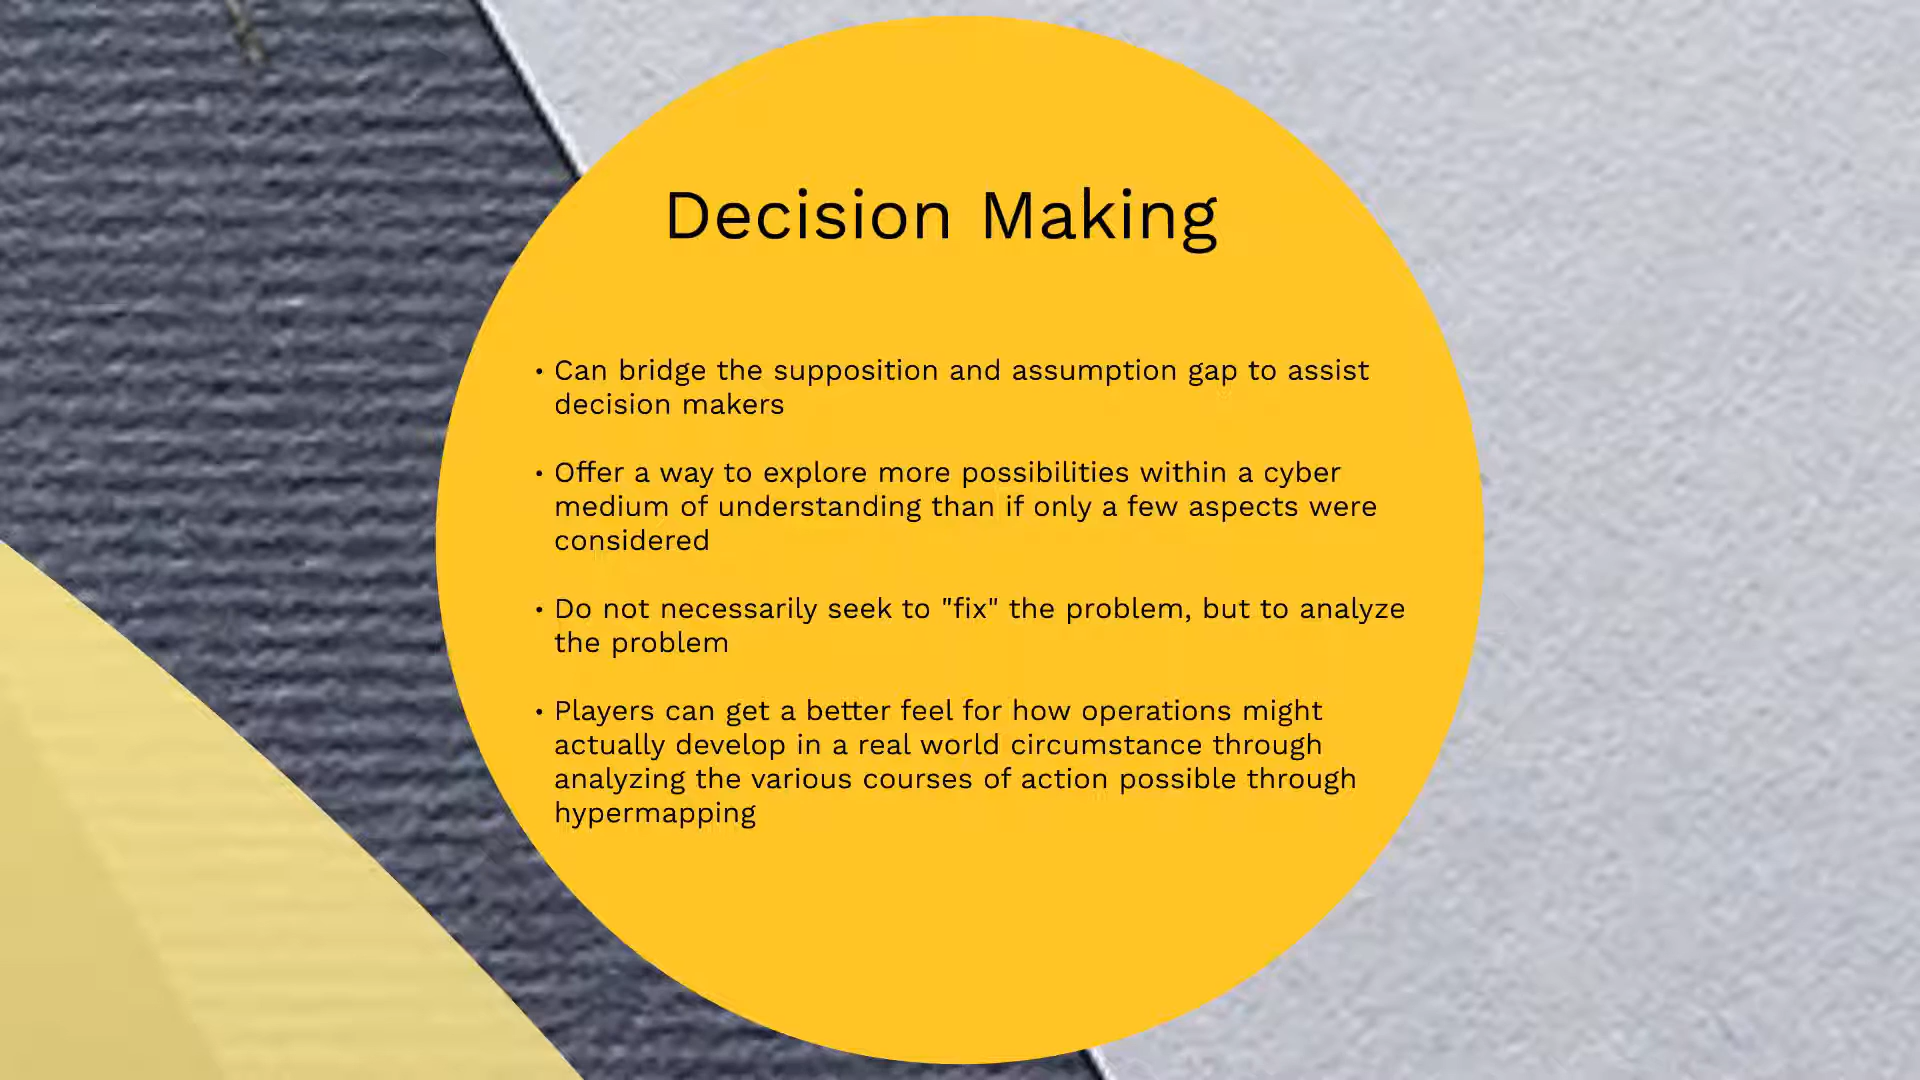 Decision Making
• Can bridge the supposition and assumption gap to assist
decision makers
• Offer a way to explore more possibilities within a cyber
medium of understanding than if only a few aspects were
considered
• Do not necessarily seek to "fix" the problem, but to analyze
the problem
• Players can get a better feel for how operations might
actually develop in a real world circumstance through
analyzing the various courses of action possible through
hypermapping